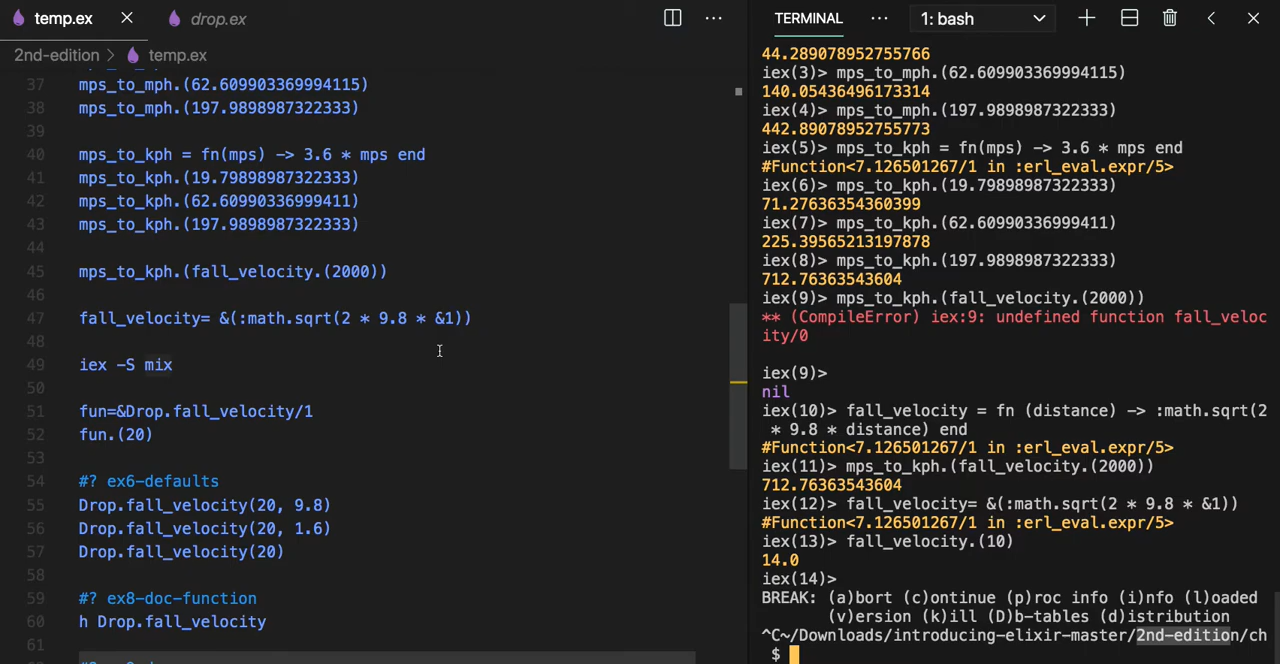 temp.ex
drop.ex
2nd-edition > temp.ex
37 mps_to_mph.(62.609903369994115)
38 mps_to_mph.(197.9898987322333)
39
40 mps_to_kph = fn(mps) -> 3.6 * mps end
41 mps_to_kph.(19.79898987322333)
42 mps_to_kph.(62.60990336999411)
43 mps_to_kph.(197.9898987322333)
44
45 mps_to_kph.(fall_velocity.(2000))
46
47 fall_velocity= &(:math.sqrt(2 * 9.8 * &1))
48
49 iex -S mix
50
51 fun=&Drop.fall_velocity/1
52 fun.(20)
53
54 #? ex6-defaults
55 Drop.fall_velocity(20, 9.8)
56 Drop.fall_velocity(20, 1.6)
57 Drop.fall_velocity(20)
58
59 #? ex8-doc-function
60 h Drop.fall_velocity
61
TERMINAL
1: bash
44.289078952755766
iex(3)> mps_to_mph.(62.609903369994115)
140.05436496173314
iex(4)> mps_to_mph.(197.9898987322333)
442.89078952755773
iex(5)> mps_to_kph = fn(mps) -> 3.6 * mps end
#Function<7.126501267/1 in :erl_eval.expr/5>
iex(6)> mps_to_kph.(19.79898987322333)
71.27636354360399
iex(7)> mps_to_kph.(62.60990336999411)
225.39565213197878
iex(8)> mps_to_kph.(197.9898987322333)
712.76363543604
iex(9)> mps_to_kph.(fall_velocity.(2000))
** (CompileError) iex:9: undefined function fall_veloc
ity/0
iex(9)>
nil
iex(10)> fall_velocity = fn (distance) -> :math.sqrt(2
* 9.8 * distance) end
#Function<7.126501267/1 in :erl_eval.expr/5>
iex(11)> mps_to_kph.(fall_velocity.(2000))
712.76363543604
iex(12)> fall_velocity= &(:math.sqrt(2 * 9.8 * &1))
#Function<7.126501267/1 in :erl_eval.expr/5>
iex(13)> fall_velocity.(10)
14.0
iex(14)>
BREAK: (a)bort (c)ontinue (p)roc info (i)nfo (l)oaded
(v)ersion (k)ill (D)b-tables (d)istribution
^C~/Downloads/introducing-elixir-master/2nd-edition/ch
$